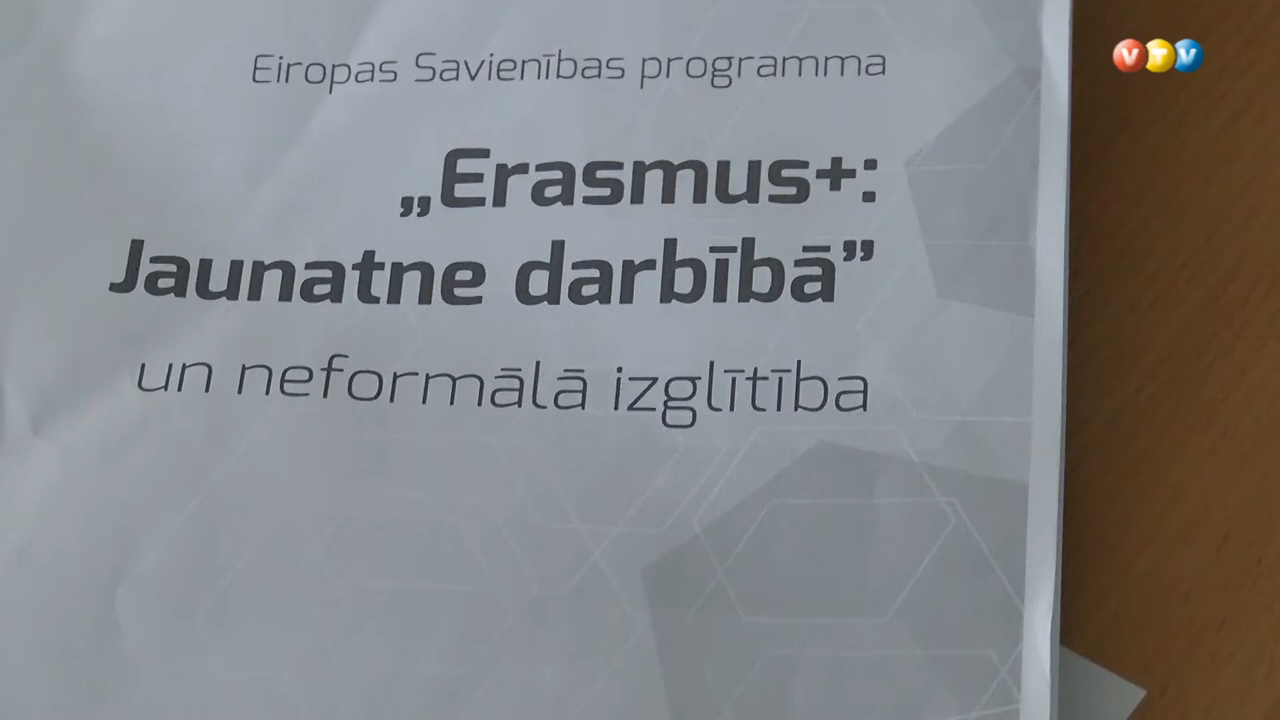 VTV
Eiropas Savienības programma
„Erasmus+:
Jaunatne darbībā”
un neformālā izglītība